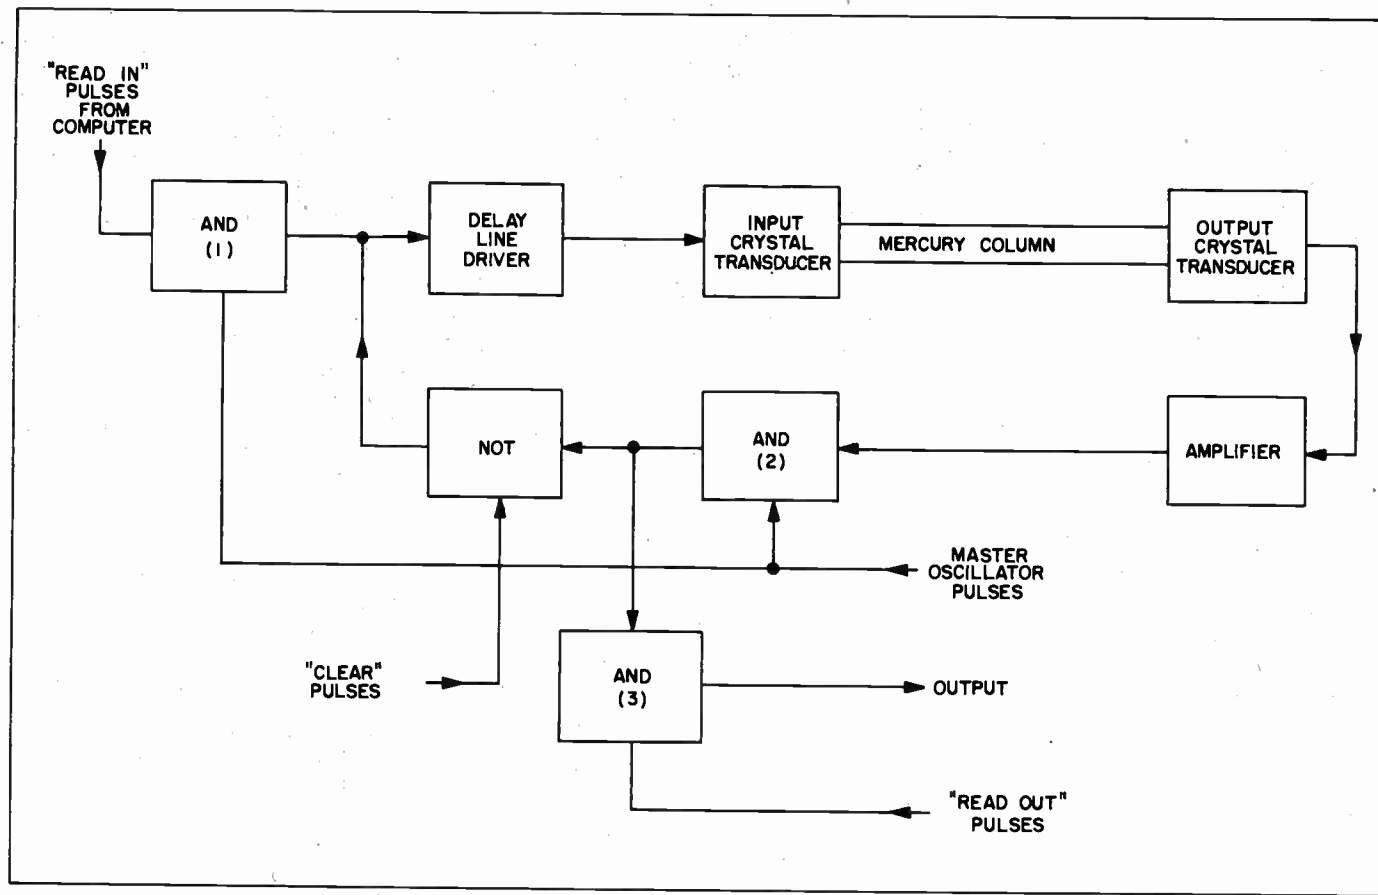 "READ IN"
PULSES
FROM
COMPUTER
AND
(1)
DELAY
LINE
DRIVER
INPUT
CRYSTAL
TRANSDUCER
MERCURY COLUMN
OUTPUT
CRYSTAL
TRANSDUCER
NOT
AND
(2)
AMPLIFIER
MASTER
OSCILLATOR
PULSES
"CLEAR"
PULSES
AND
(3)
OUTPUT
"READ OUT"
PULSES